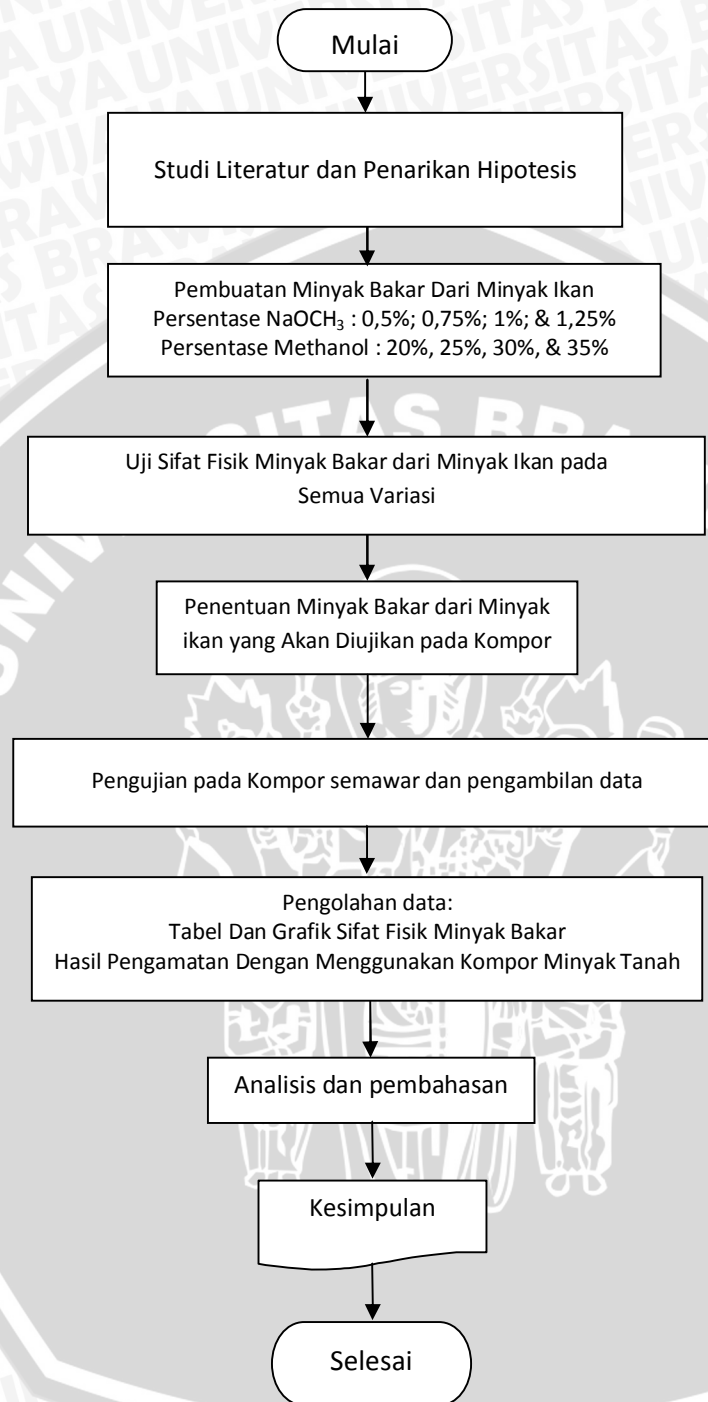 Mulai
Studi Literatur dan Penarikan Hipotesis
Pembuatan Minyak Bakar Dari Minyak Ikan
Persentase NaOCH₃ : 0,5%; 0,75%; 1%; & 1,25%
Persentase Methanol : 20%, 25%, 30%, & 35%
Uji Sifat Fisik Minyak Bakar dari Minyak Ikan pada
Semua Variasi
Penentuan Minyak Bakar dari Minyak
ikan yang Akan Diujikan pada Kompor
Pengujian pada Kompor semawar dan pengambilan data
Pengolahan data:
Tabel Dan Grafik Sifat Fisik Minyak Bakar
Hasil Pengamatan Dengan Menggunakan Kompor Minyak Tanah
Analisis dan pembahasan
Kesimpulan
Selesai